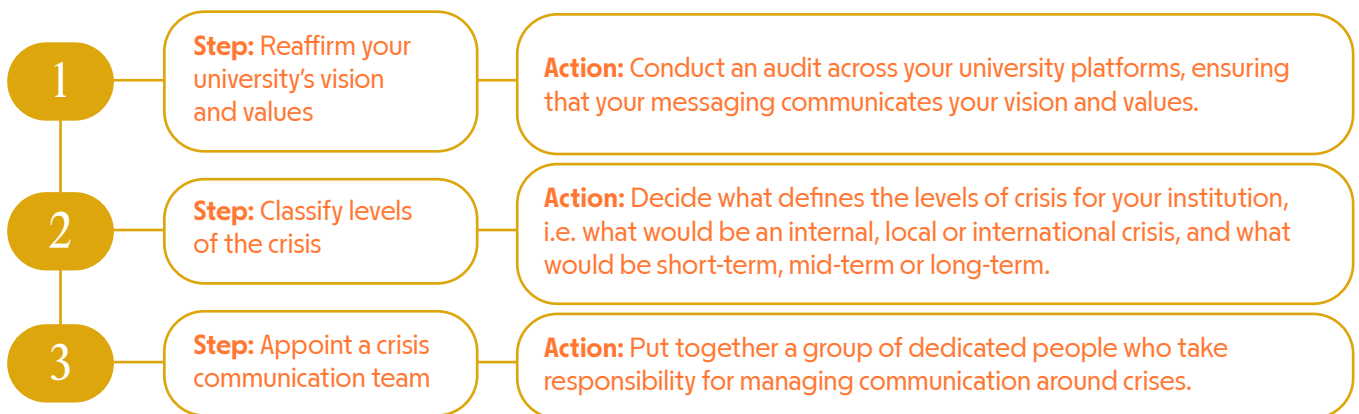 1
Step: Reaffirm your
university's vision
and values
Action: Conduct an audit across your university platforms, ensuring
that your messaging communicates your vision and values.
2
Step: Classify levels
of the crisis
Action: Decide what defines the levels of crisis for your institution,
i.e. what would be an internal, local or international crisis, and what
would be short-term, mid-term or long-term.
3
Step: Appoint a crisis
communication team
Action: Put together a group of dedicated people who take
responsibility for managing communication around crises.